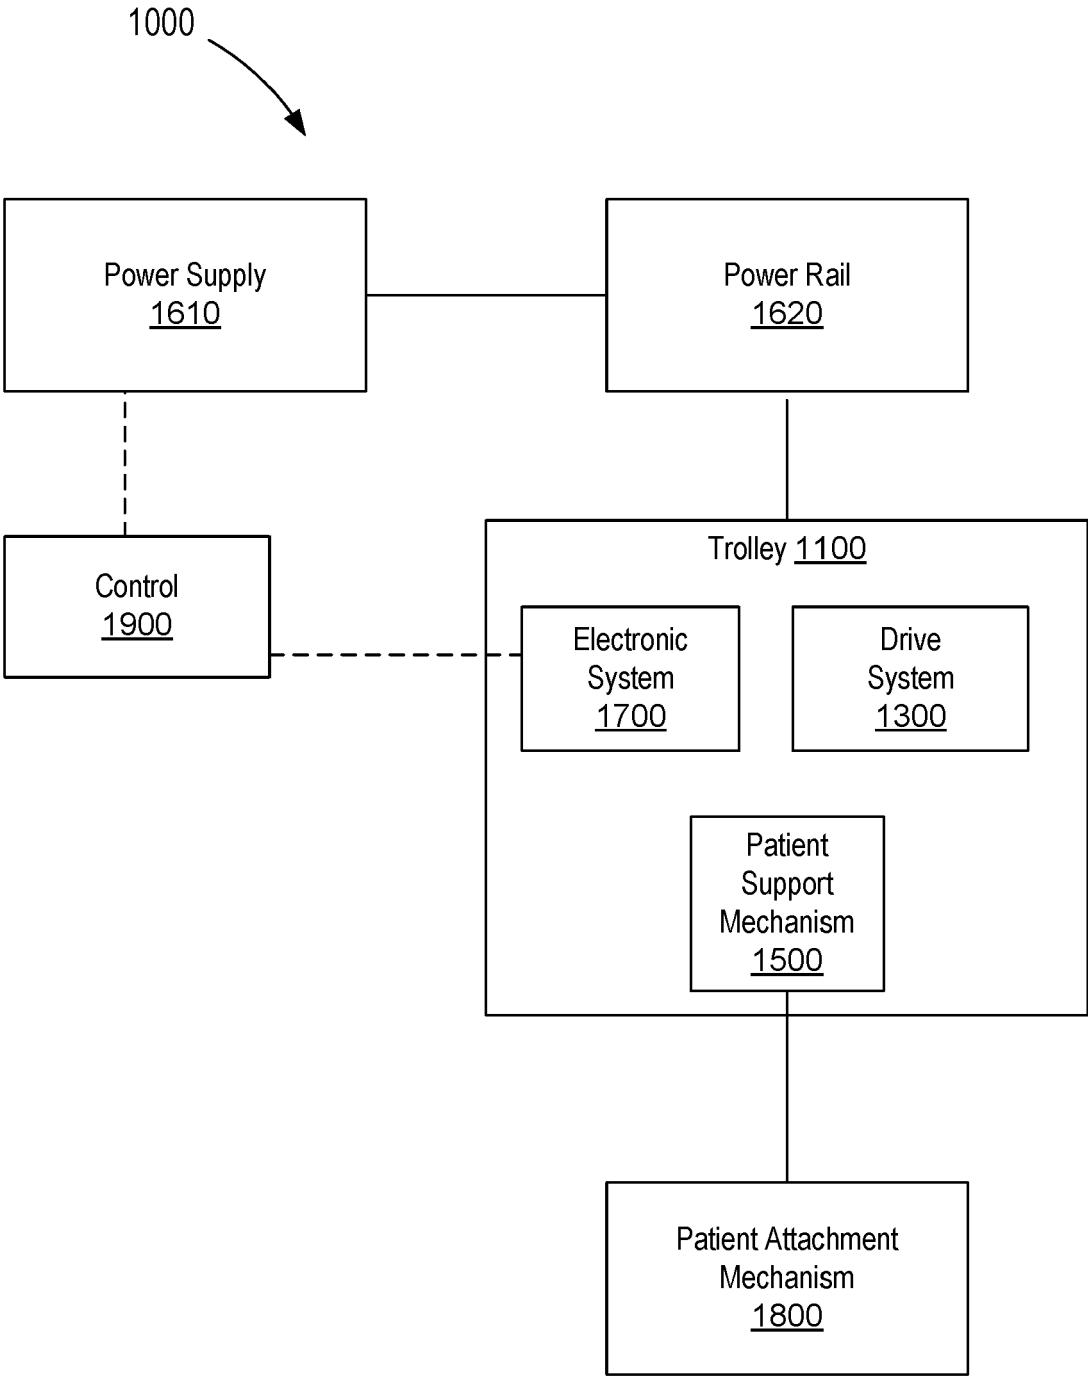 1000
Power Supply
1610
Power Rail
1620
Control
1900
Trolley 1100
Electronic
System
1700
Drive
System
1300
Patient
Support
Mechanism
1500
Patient Attachment
Mechanism
1800